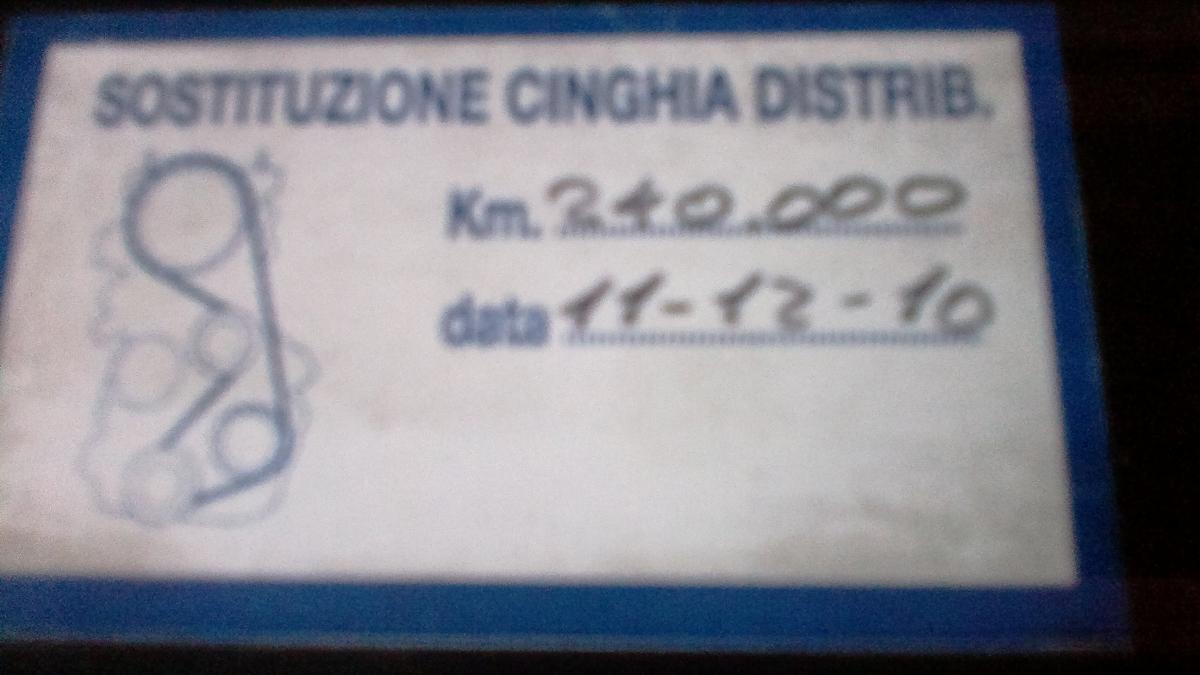 SOSTITUZIONE CINGHIA DISTRIB.
Km. 240.000
data 11-12-10